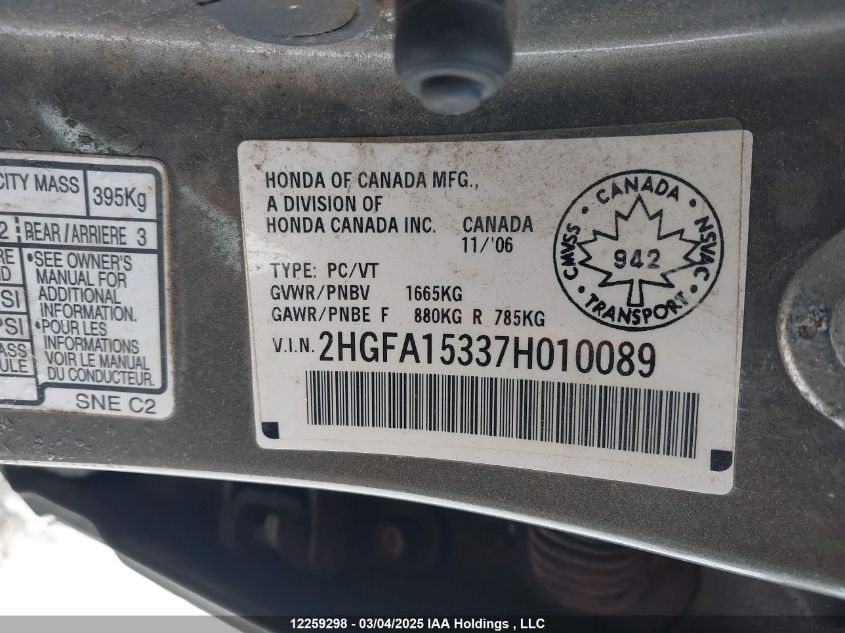 CITY MASS 395Kg
2 REAR/ARRIERE 3
•SEE OWNER'S
MANUAL FOR
ADDITIONAL
INFORMATION.
•POUR LES
INFORMATIONS
VOIR LE MANUEL
DU CONDUCTEUR.
SNE C2
HONDA OF CANADA MFG.,
A DIVISION OF
HONDA CANADA INC. CANADA
11/'06
TYPE: PC/VT
GVWR/PNBV 1665KG
GAWR/PNBE F 880KG R 785KG
V.I.N. 2HGFA15337H010089
CANADA
CMVSS 942 NSVAC
TRANSPORT
12259298 - 03/04/2025 IAA Holdings , LLC